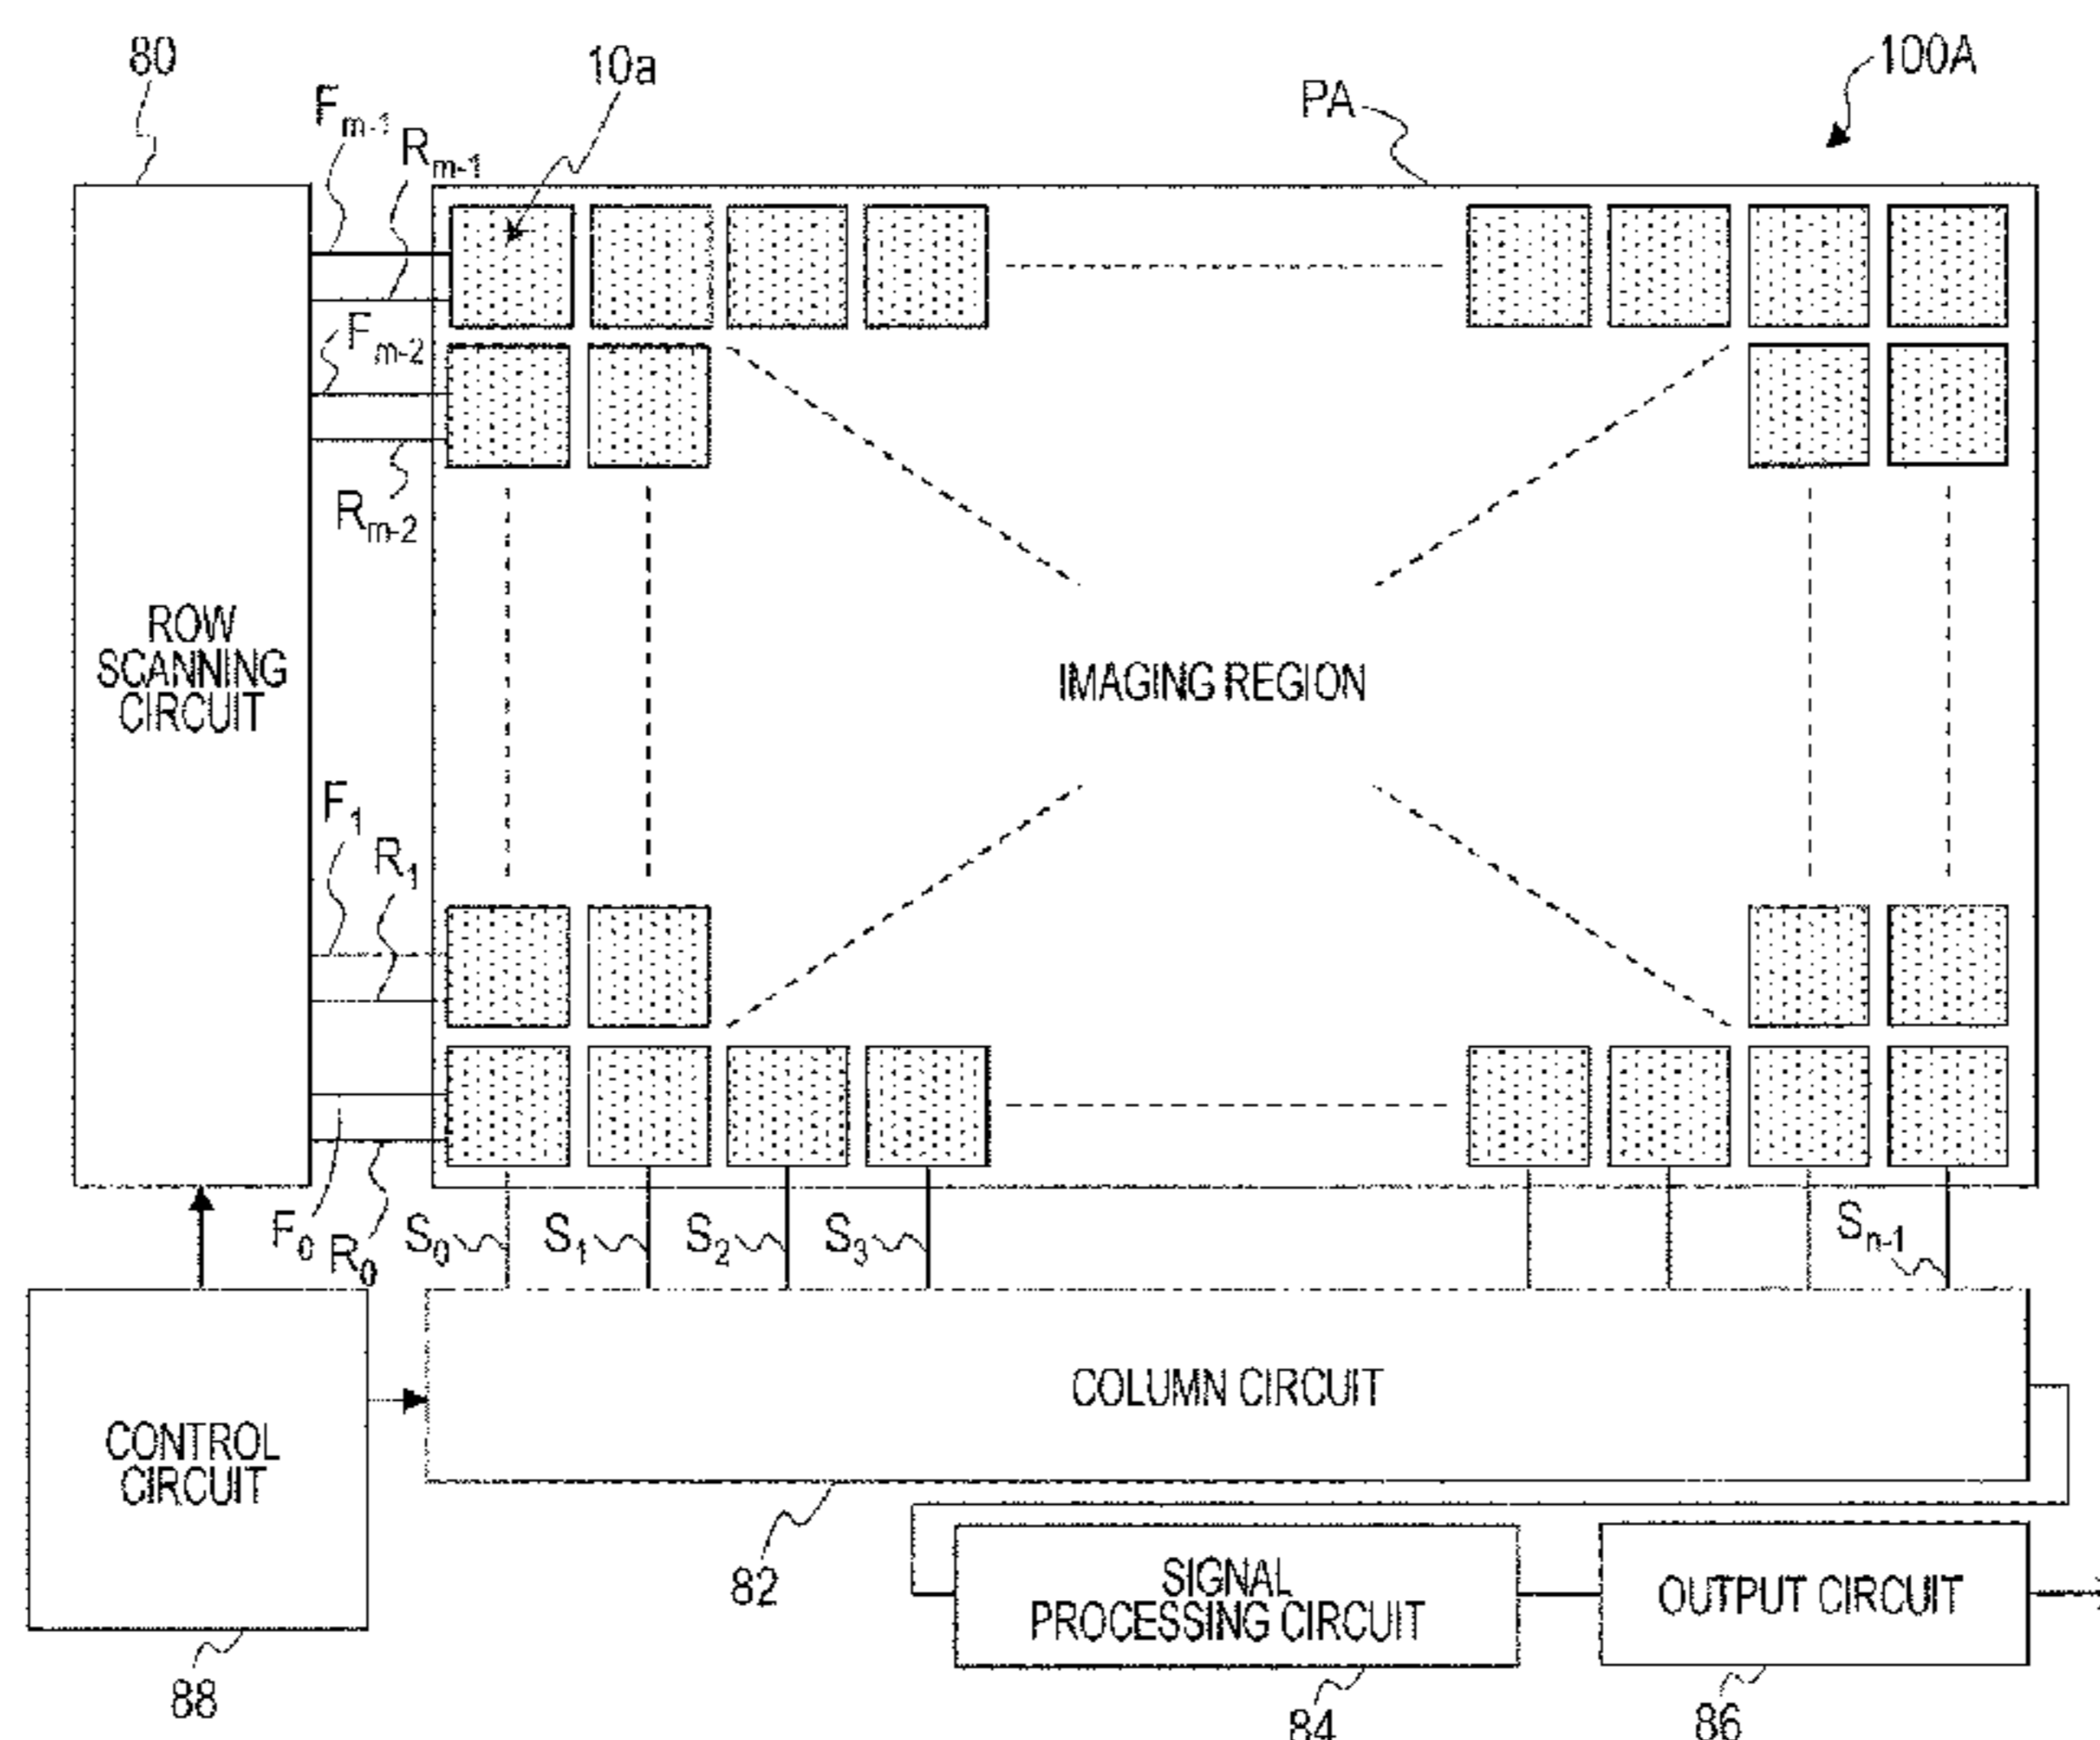 80
10a
PA
100A
Fm-1
Rm-1
Fm-2
Rm-2
ROW
SCANNING
CIRCUIT
IMAGING REGION
F1
R1
F0
R0
S0
S1
S2
S3
Sn-1
COLUMN CIRCUIT
CONTROL
CIRCUIT
82
SIGNAL
PROCESSING CIRCUIT
OUTPUT CIRCUIT
88
84
86